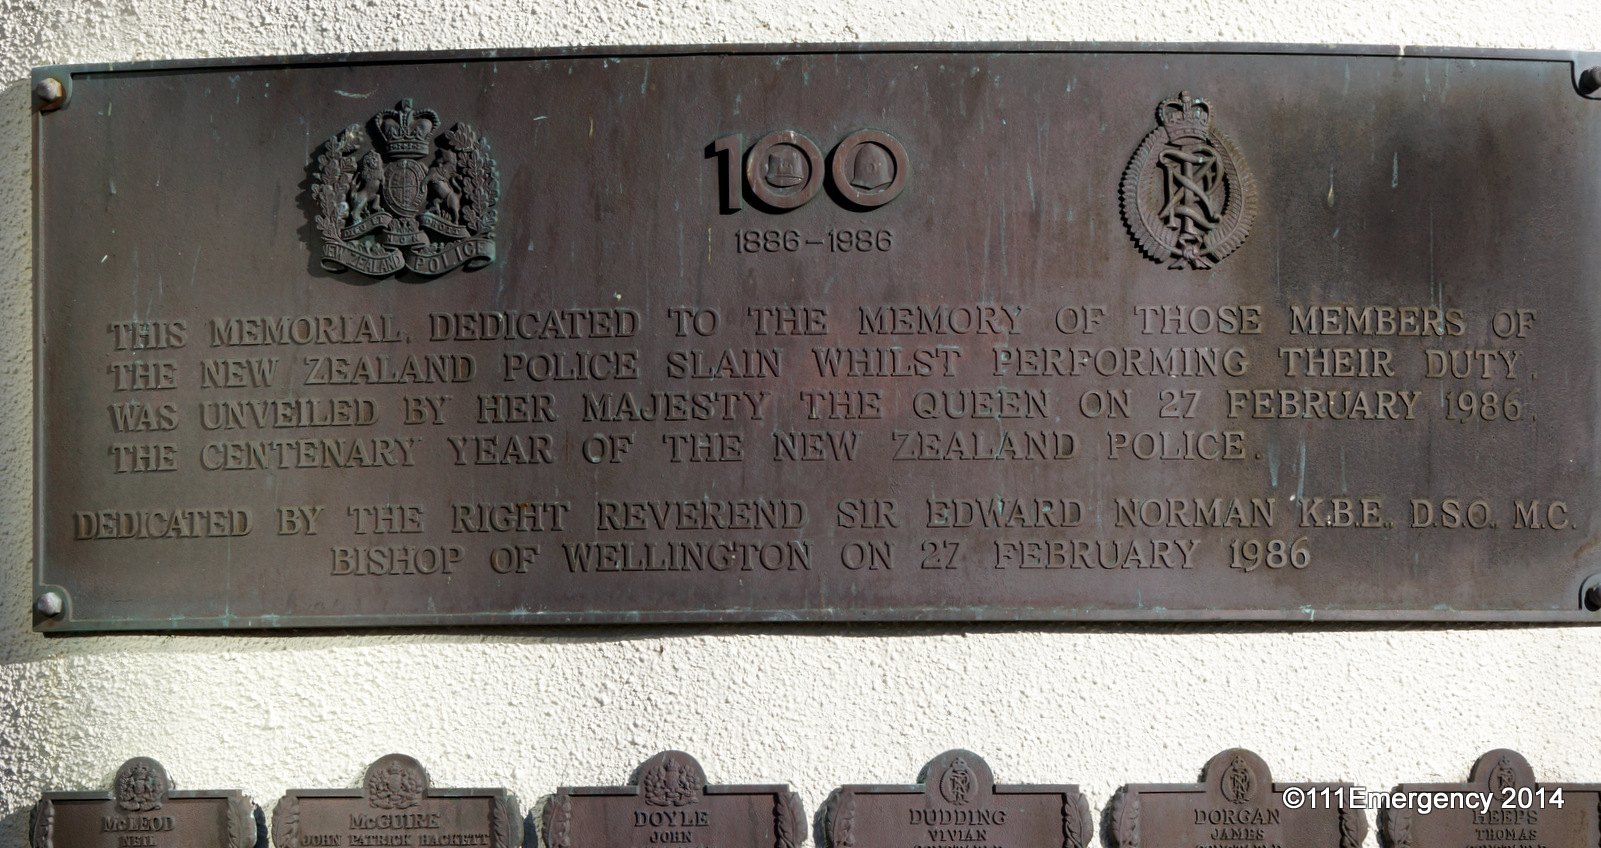 NEW ZEALAND POLICE
100
1886-1986
THIS MEMORIAL, DEDICATED TO THE MEMORY OF THOSE MEMBERS OF
THE NEW ZEALAND POLICE SLAIN WHILST PERFORMING THEIR DUTY,
WAS UNVEILED BY HER MAJESTY THE QUEEN ON 27 FEBRUARY 1986,
THE CENTENARY YEAR OF THE NEW ZEALAND POLICE.
DEDICATED BY THE RIGHT REVEREND SIR EDWARD NORMAN K.B.E., D.S.O., M.C.
BISHOP OF WELLINGTON ON 27 FEBRUARY 1986
McLEOD
NEIL
McGUIRE
JOHN PATRICK HACKETT
DOYLE
JOHN
DUDDING
VIVIAN
DORGAN
JAMES
HEEPS
THOMAS
©111Emergency 2014